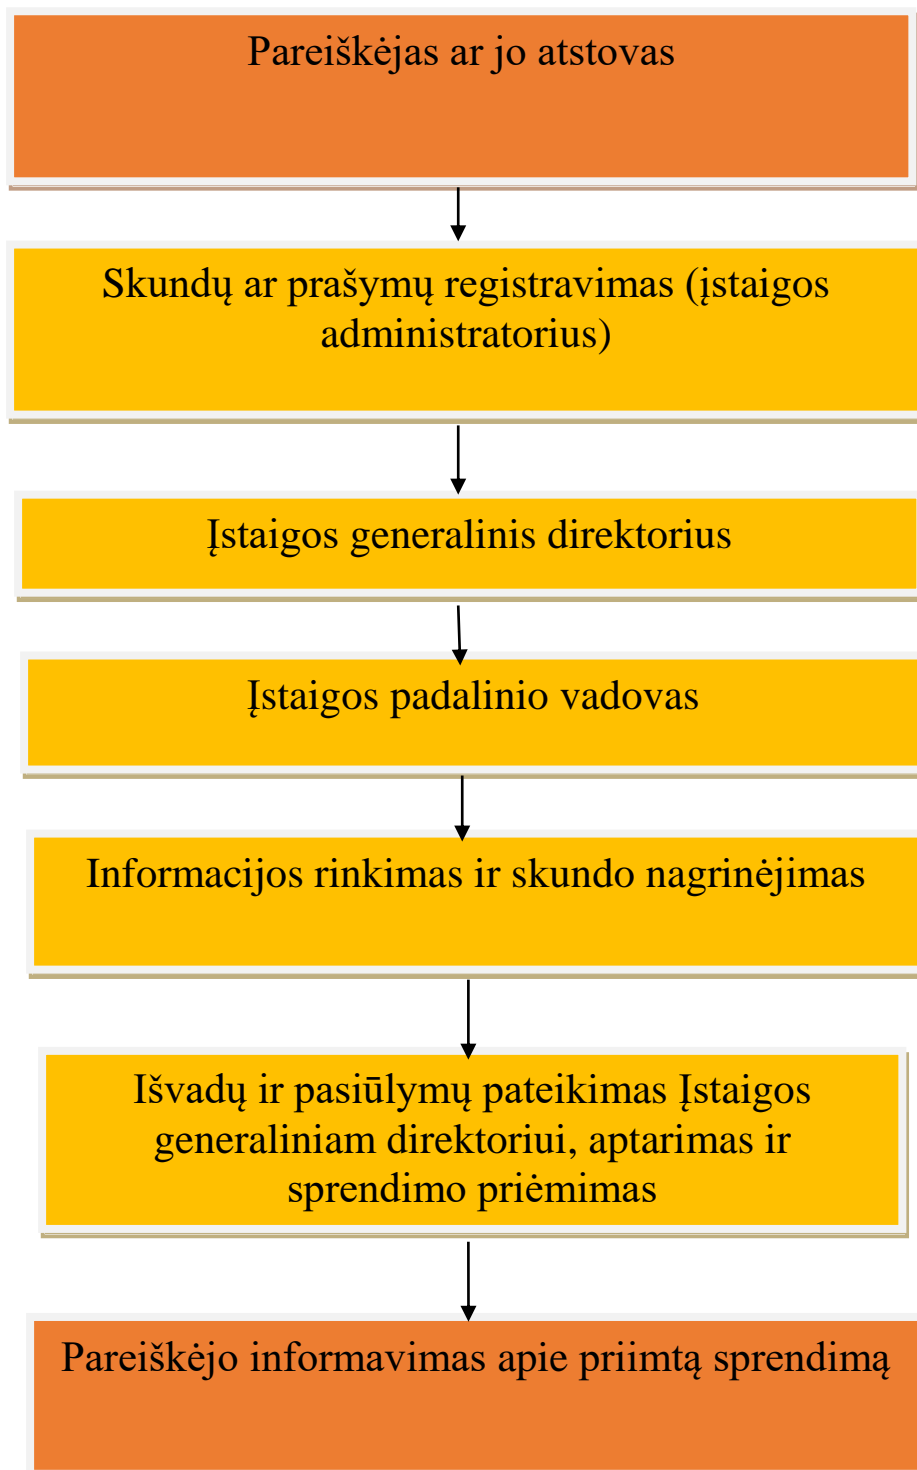 Pareiškėjas ar jo atstovas
Skundų ar prašymų registravimas (įstaigos
administratorius)
Įstaigos generalinis direktorius
Įstaigos padalinio vadovas
Informacijos rinkimas ir skundo nagrinėjimas
Išvadų ir pasiūlymų pateikimas Įstaigos
generaliniam direktoriui, aptarimas ir
sprendimo priėmimas
Pareiškėjo informavimas apie priimtą sprendimą